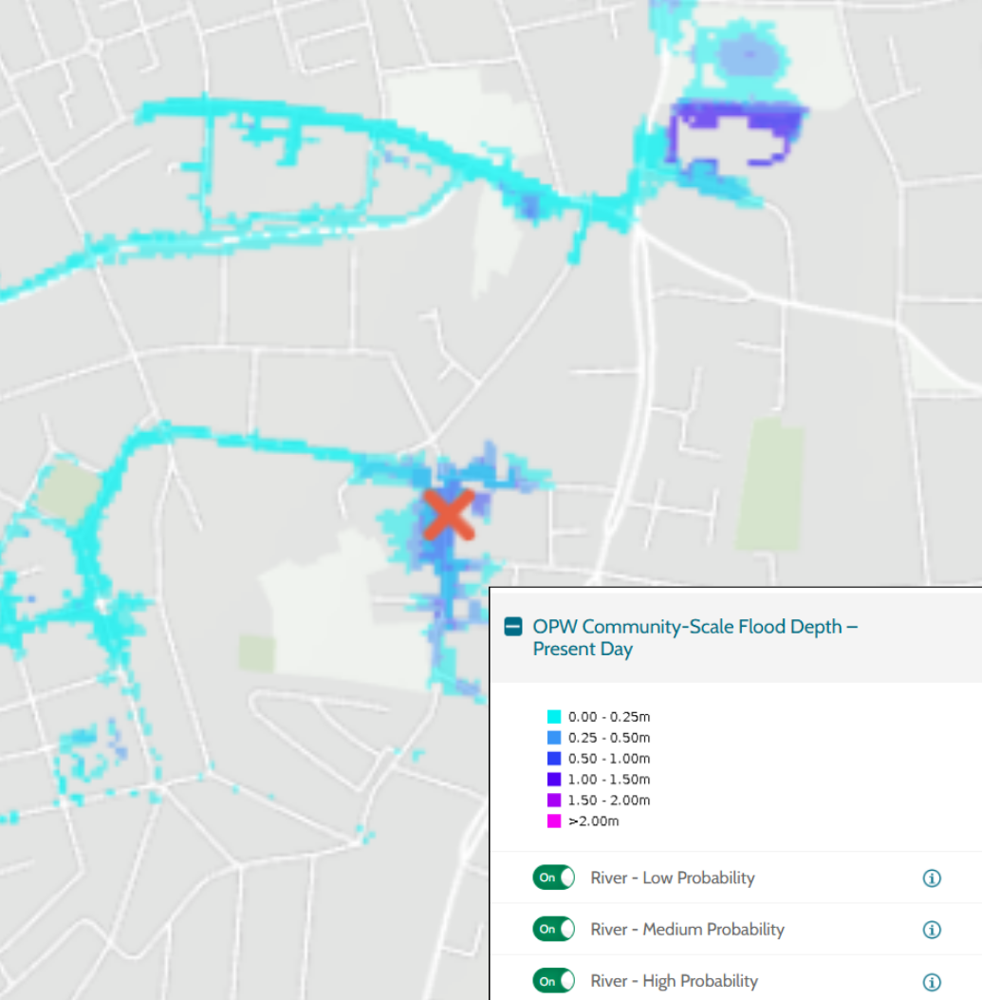 OPW Community-Scale Flood Depth –
Present Day
0.00 - 0.25m
0.25 - 0.50m
0.50 - 1.00m
1.00 - 1.50m
1.50 - 2.00m
>2.00m
On River - Low Probability i
On River - Medium Probability i
On River - High Probability i